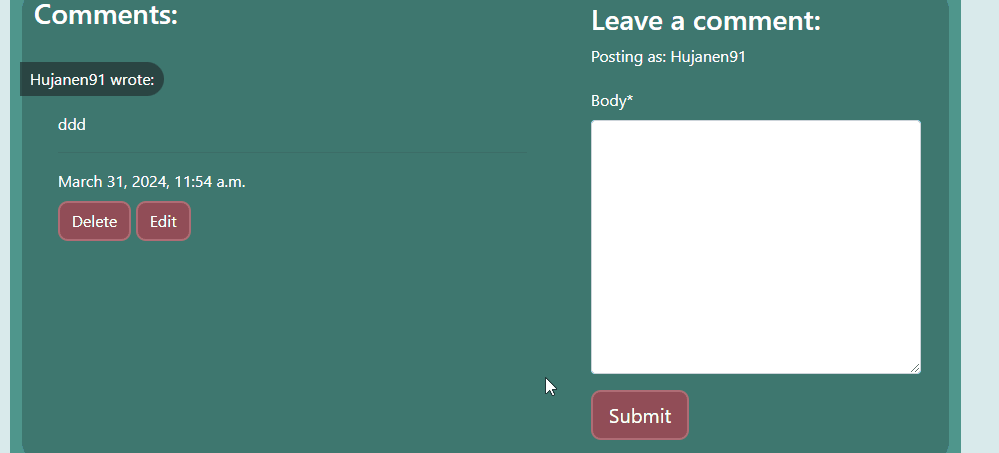 Comments:
Hujanen91 wrote:
ddd
March 31, 2024, 11:54 a.m.
Delete Edit
Leave a comment:
Posting as: Hujanen91
Body*
Submit